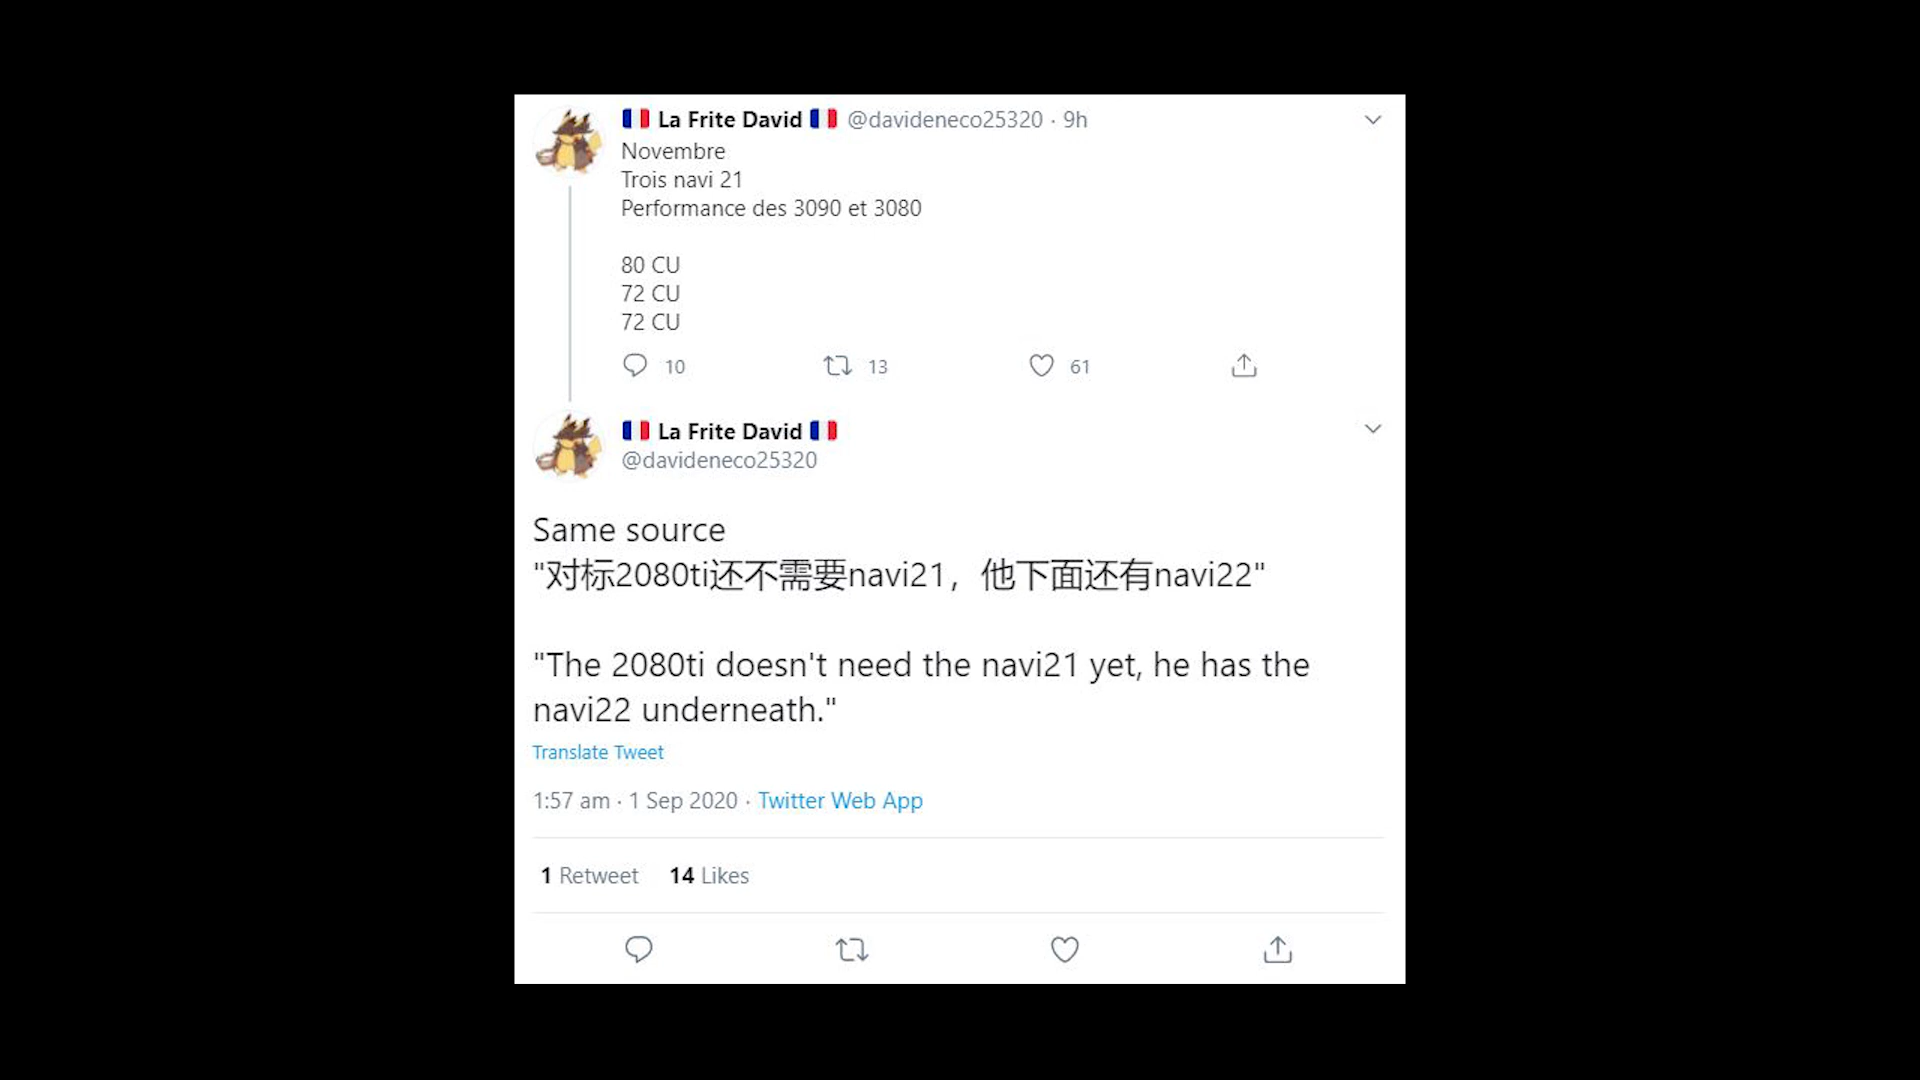 🇫🇷 La Frite David 🇫🇷 @davideneco25320 · 9h
Novembre
Trois navi 21
Performance des 3090 et 3080
80 CU
72 CU
72 CU
10 13 61
🇫🇷 La Frite David 🇫🇷
@davideneco25320
Same source
"对标2080ti还不需要navi21，他下面还有navi22"
"The 2080ti doesn't need the navi21 yet, he has the
navi22 underneath."
Translate Tweet
1:57 am · 1 Sep 2020 · Twitter Web App
1 Retweet 14 Likes